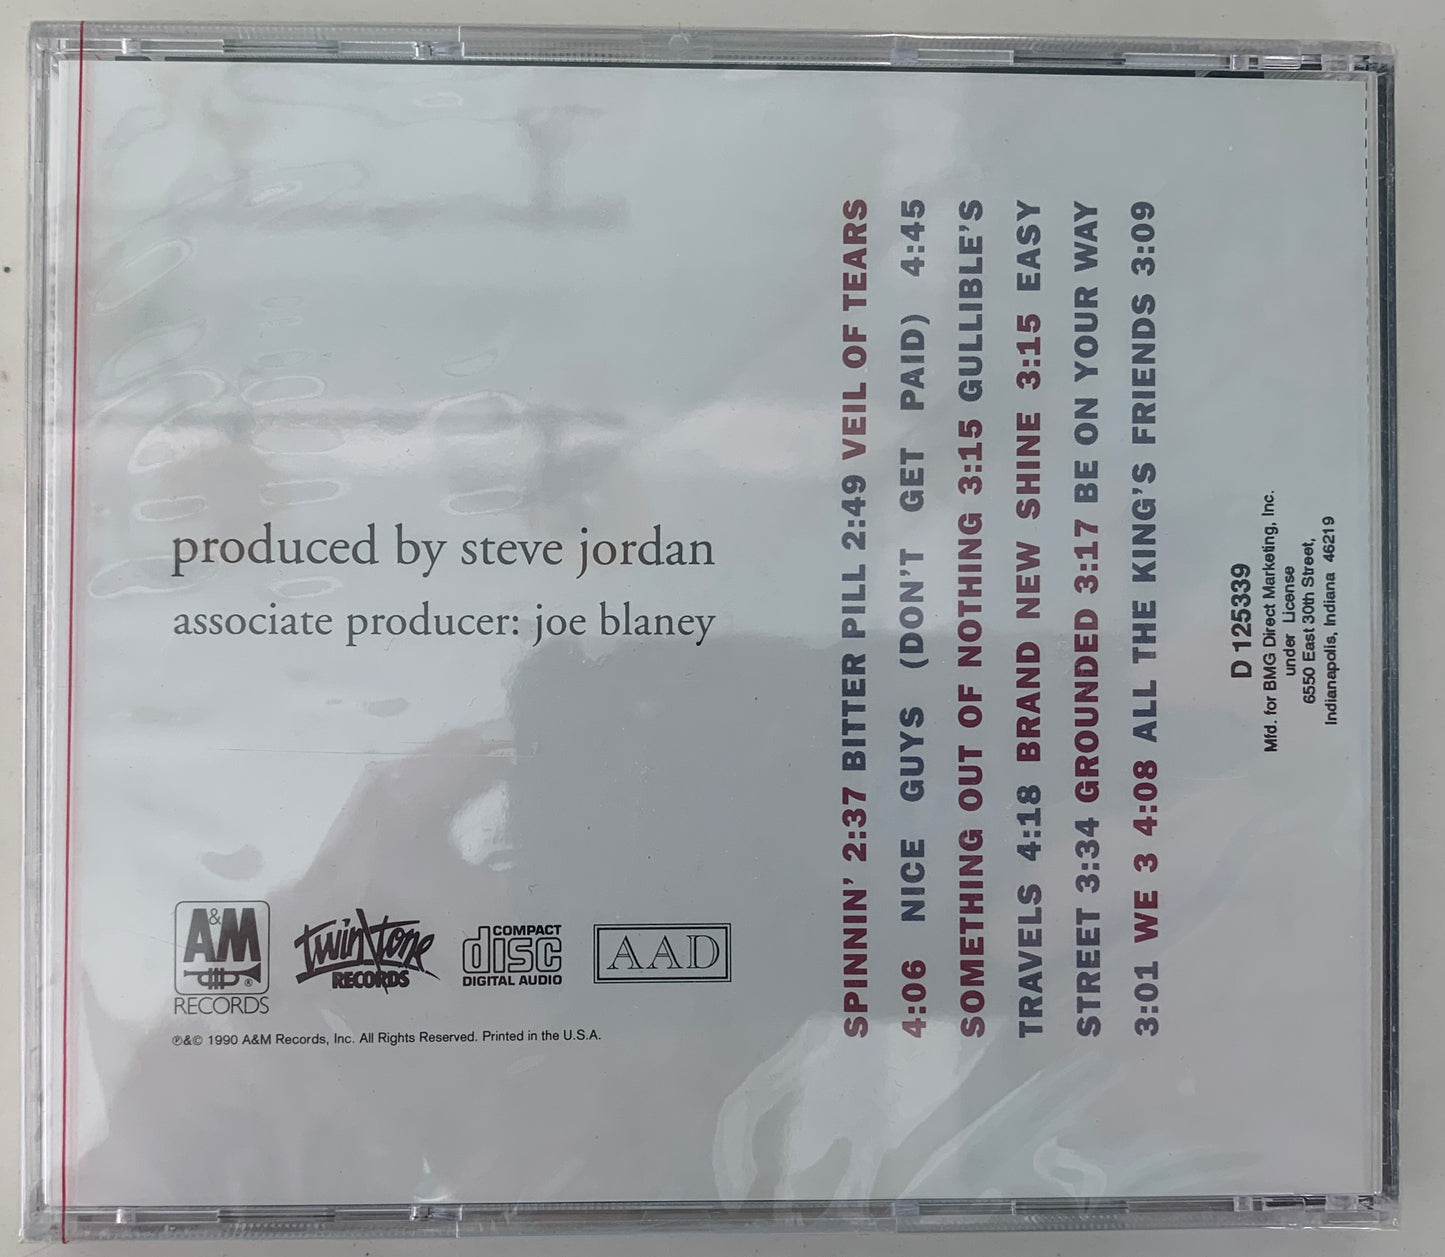 produced by steve jordan
associate producer: joe blaney
A&M
RECORDS
Twin\Tone
RECORDS
COMPACT
disc
DIGITAL AUDIO
AAD
℗&© 1990 A&M Records, Inc. All Rights Reserved. Printed in the U.S.A.
SPINNIN' 2:37 BITTER PILL 2:49 VEIL OF TEARS
4:06 NICE GUYS (DON'T GET PAID) 4:45
SOMETHING OUT OF NOTHING 3:15 GULLIBLE'S
TRAVELS 4:18 BRAND NEW SHINE 3:15 EASY
STREET 3:34 GROUNDED 3:17 BE ON YOUR WAY
3:01 WE 3 4:08 ALL THE KING'S FRIENDS 3:09
D 125339
Mfd. for BMG Direct Marketing, Inc.
under License
6550 East 30th Street,
Indianapolis, Indiana 46219